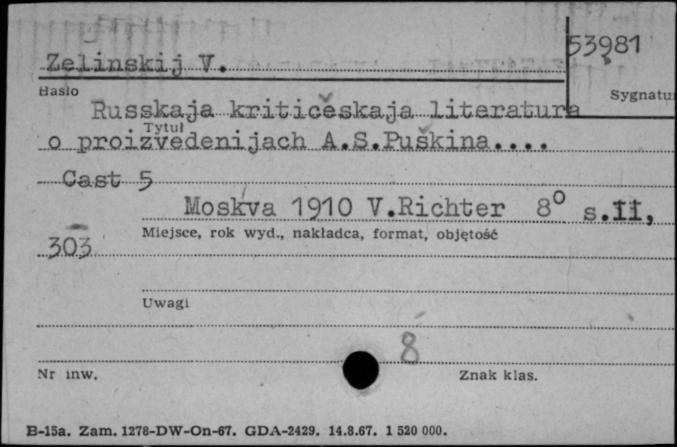 53981
Zelinskij V.
Hasło
Sygnatu
Russkaja kritičeskaja literatura
Tytuł
o proizvedenijach A.S.Puškina....
Cast 5
Moskva 1910 V.Richter 8° s.II,
Miejsce, rok wyd., nakładca, format, objętość
303
Uwagi
8
Nr inw.
Znak klas.
B-15a. Zam. 1278-DW-On-67. GDA-2429. 14.8.67. 1 520 000.